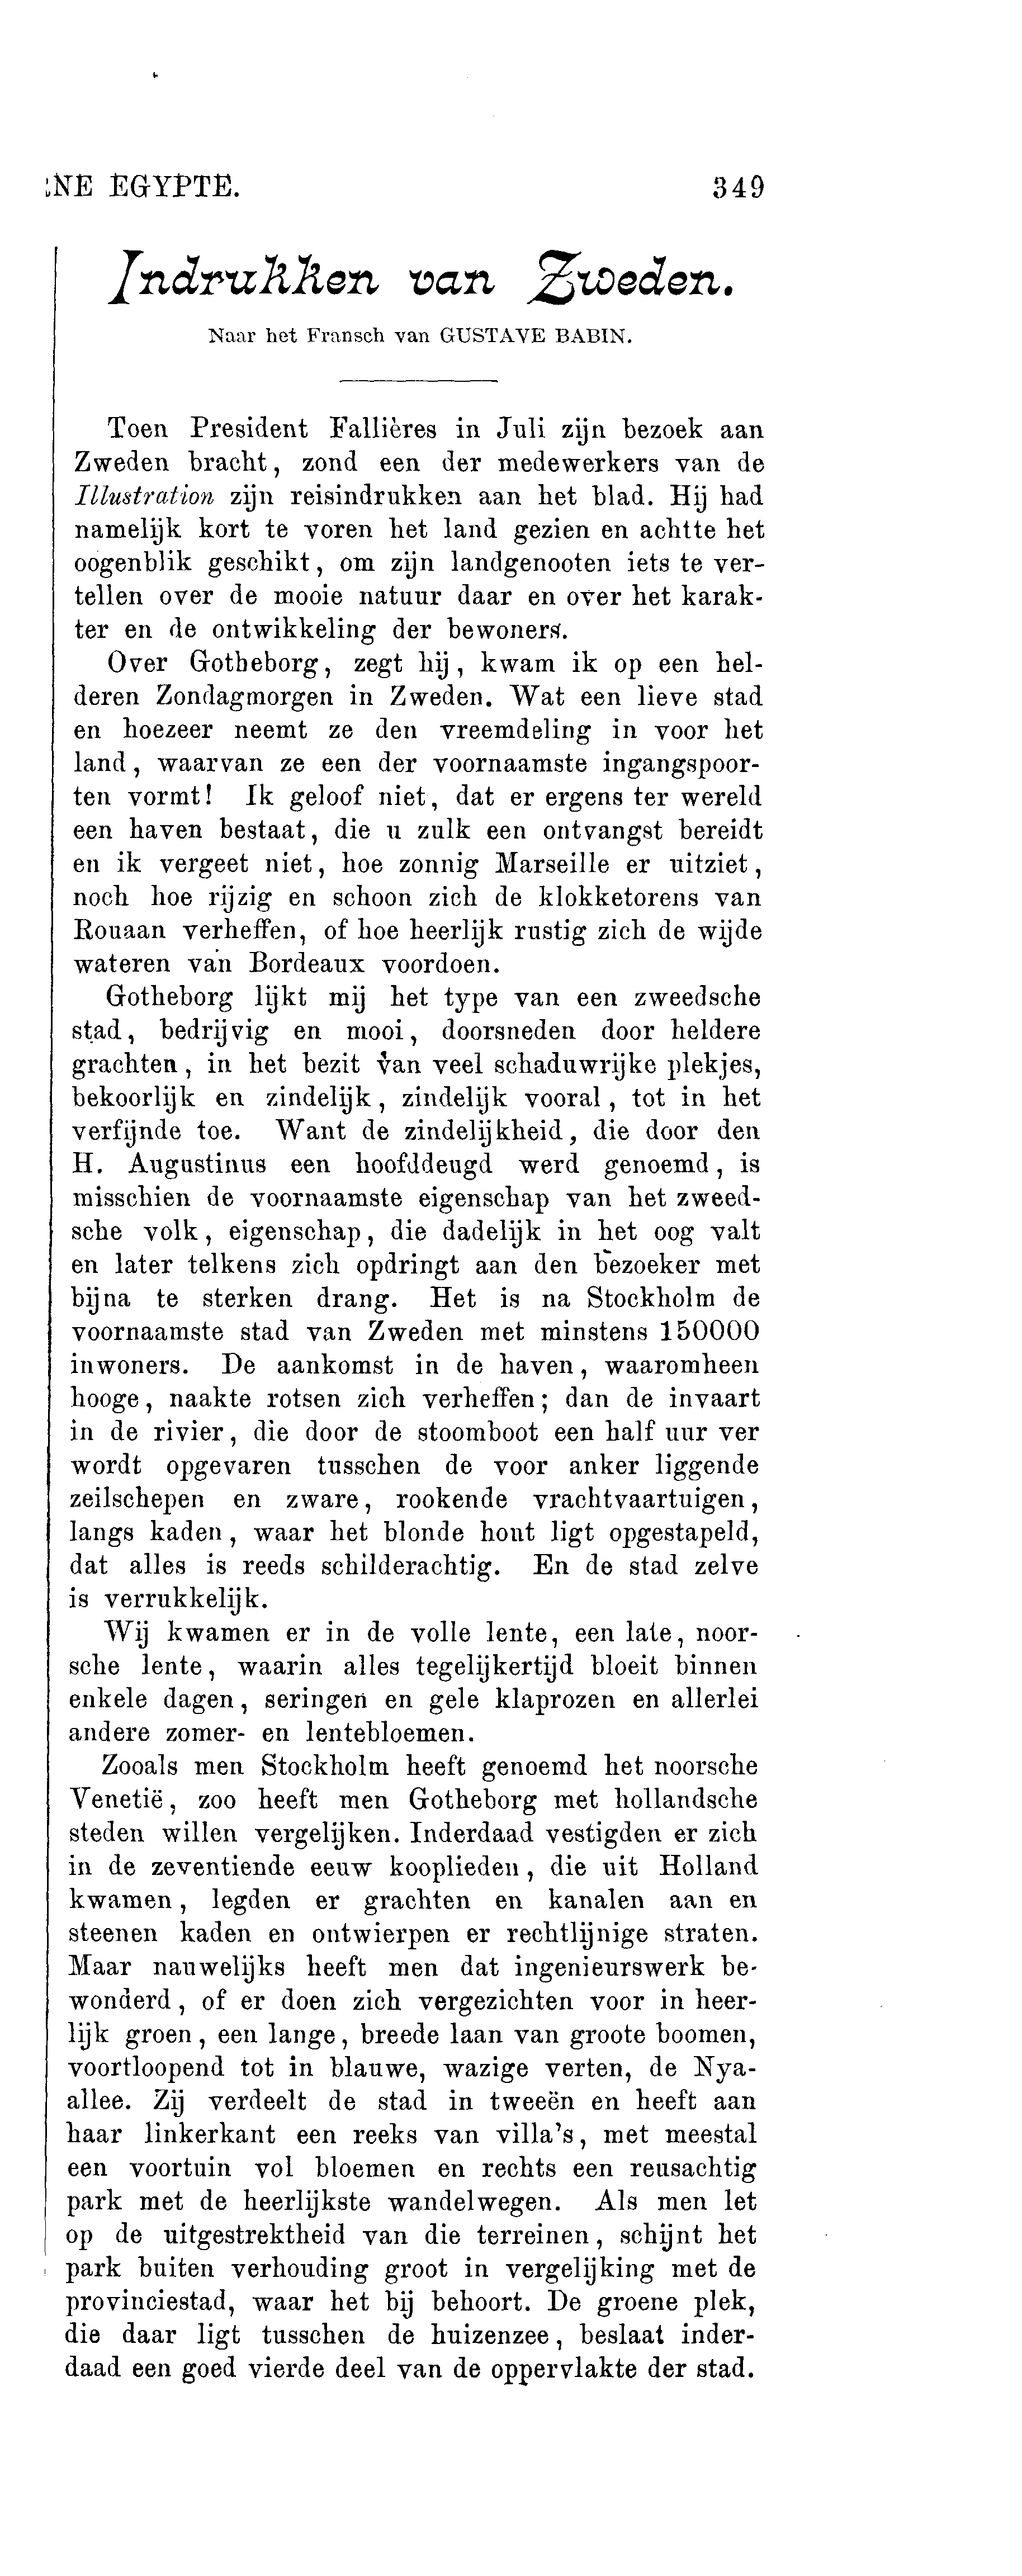 NE EGYPTE. 349
Indrukken van Zweden.
Naar het Fransch van GUSTAVE BABIN.
Toen President Fallières in Juli zijn bezoek aan
Zweden bracht, zond een der medewerkers van de
Illustration zijn reisindrukken aan het blad. Hij had
namelijk kort te voren het land gezien en achtte het
oogenblik geschikt, om zijn landgenooten iets te ver-
tellen over de mooie natuur daar en over het karak-
ter en de ontwikkeling der bewoners.
Over Gotheborg, zegt hij, kwam ik op een hel-
deren Zondagmorgen in Zweden. Wat een lieve stad
en hoezeer neemt ze den vreemdeling in voor het
land, waarvan ze een der voornaamste ingangspoor-
ten vormt! Ik geloof niet, dat er ergens ter wereld
een haven bestaat, die u zulk een ontvangst bereidt
en ik vergeet niet, hoe zonnig Marseille er uitziet,
noch hoe rijzig en schoon zich de klokketorens van
Rouaan verheffen, of hoe heerlijk rustig zich de wijde
wateren van Bordeaux voordoen.
Gotheborg lijkt mij het type van een zweedsche
stad, bedrijvig en mooi, doorsneden door heldere
grachten, in het bezit van veel schaduwrijke plekjes,
bekoorlijk en zindelijk, zindelijk vooral, tot in het
verfijnde toe. Want de zindelijkheid, die door den
H. Augustinus een hoofddeugd werd genoemd, is
misschien de voornaamste eigenschap van het zweed-
sche volk, eigenschap, die dadelijk in het oog valt
en later telkens zich opdringt aan den bezoeker met
bijna te sterken drang. Het is na Stockholm de
voornaamste stad van Zweden met minstens 150000
inwoners. De aankomst in de haven, waaromheen
hooge, naakte rotsen zich verheffen; dan de invaart
in de rivier, die door de stoomboot een half uur ver
wordt opgevaren tusschen de voor anker liggende
zeilschepen en zware, rookende vrachtvaartuigen,
langs kaden, waar het blonde hout ligt opgestapeld,
dat alles is reeds schilderachtig. En de stad zelve
is verrukkelijk.
Wij kwamen er in de volle lente, een late, noor-
sche lente, waarin alles tegelijkertijd bloeit binnen
enkele dagen, seringen en gele klaprozen en allerlei
andere zomer- en lentebloemen.
Zooals men Stockholm heeft genoemd het noorsche
Venetië, zoo heeft men Gotheborg met hollandsche
steden willen vergelijken. Inderdaad vestigden er zich
in de zeventiende eeuw kooplieden, die uit Holland
kwamen, legden er grachten en kanalen aan en
steenen kaden en ontwierpen er rechtlijnige straten.
Maar nauwelijks heeft men dat ingenieurswerk be-
wonderd, of er doen zich vergezichten voor in heer-
lijk groen, een lange, breede laan van groote boomen,
voortloopend tot in blauwe, wazige verten, de Nya-
allee. Zij verdeelt de stad in tweeën en heeft aan
haar linkerkant een reeks van villa's, met meestal
een voortuin vol bloemen en rechts een reusachtig
park met de heerlijkste wandelwegen. Als men let
op de uitgestrektheid van die terreinen, schijnt het
park buiten verhouding groot in vergelijking met de
provinciestad, waar het bij behoort. De groene plek,
die daar ligt tusschen de huizenzee, beslaat inder-
daad een goed vierde deel van de oppervlakte der stad.